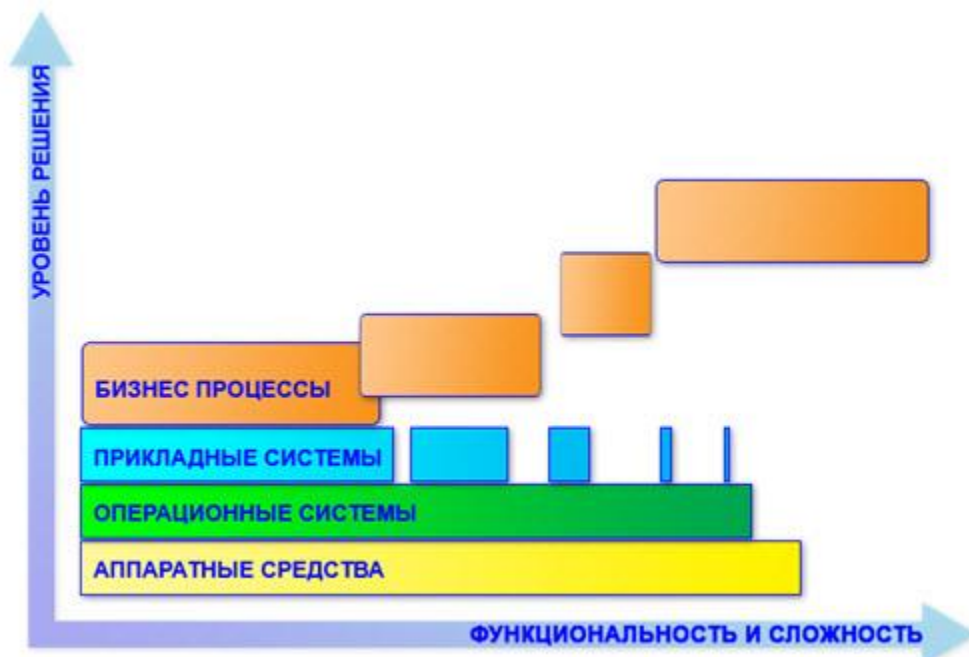 УРОВЕНЬ РЕШЕНИЯ
БИЗНЕС ПРОЦЕССЫ
ПРИКЛАДНЫЕ СИСТЕМЫ
ОПЕРАЦИОННЫЕ СИСТЕМЫ
АППАРАТНЫЕ СРЕДСТВА
ФУНКЦИОНАЛЬНОСТЬ И СЛОЖНОСТЬ